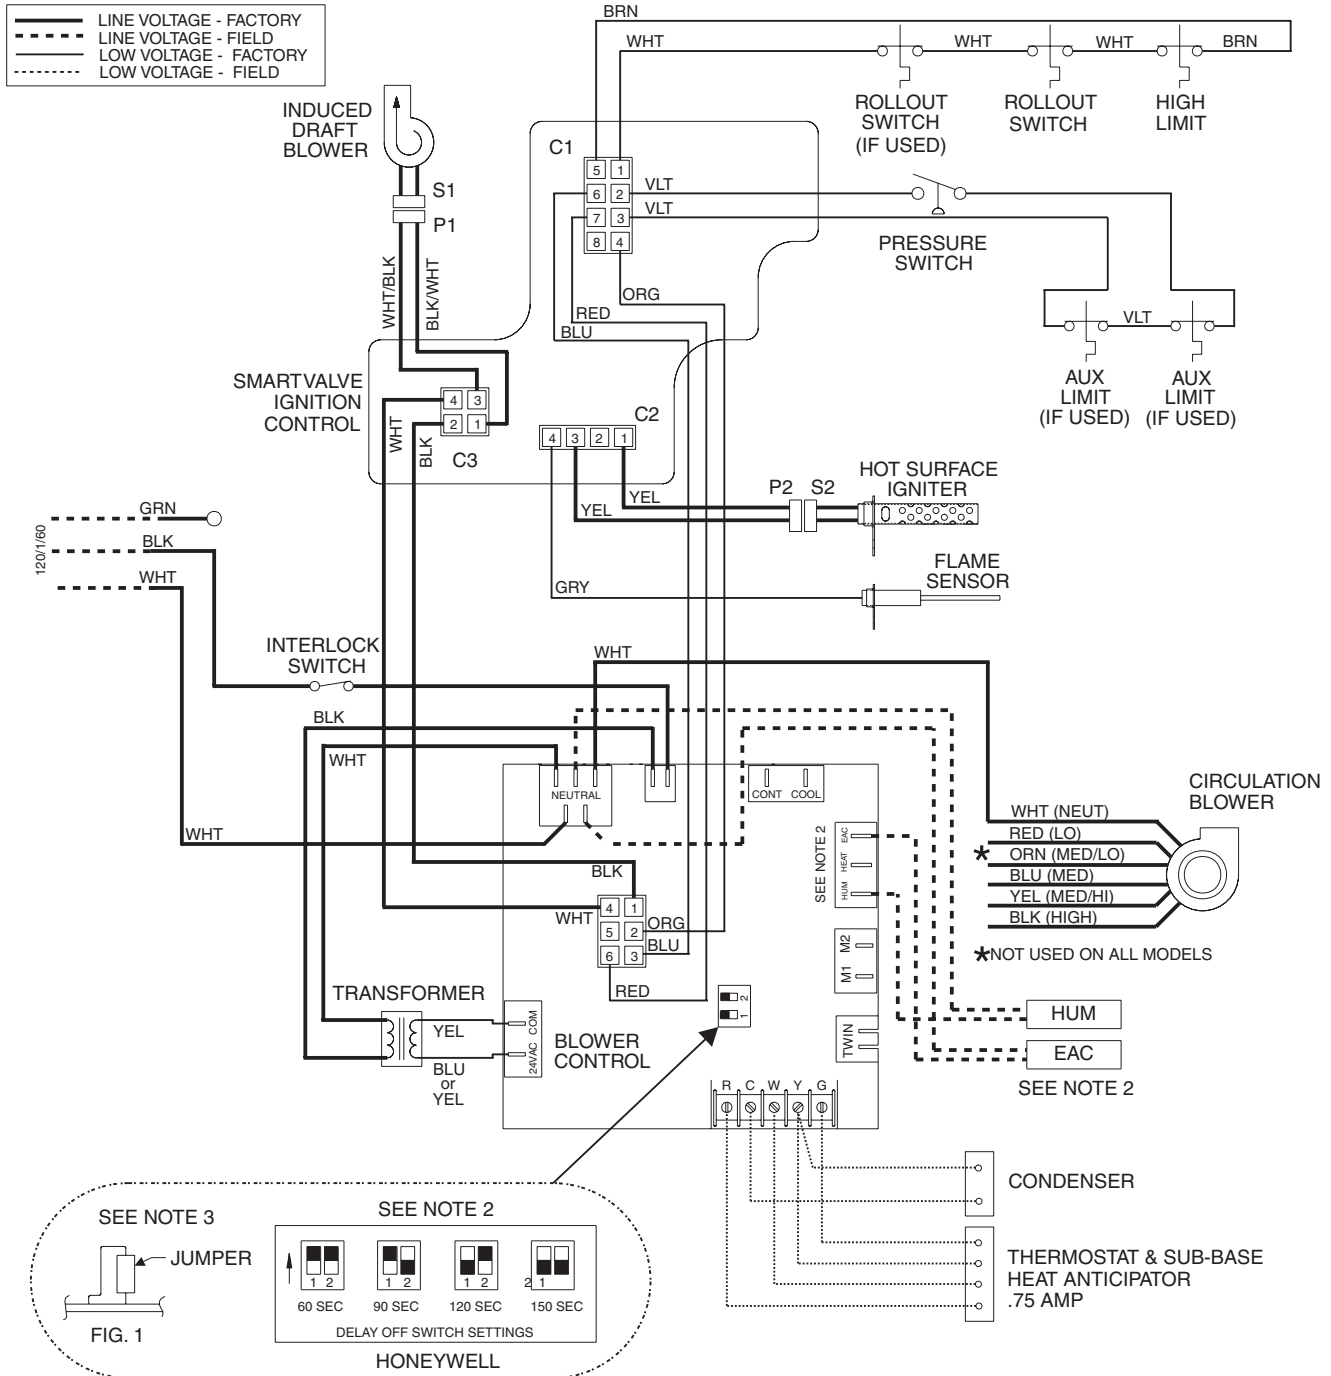 LINE VOLTAGE - FACTORY
LINE VOLTAGE - FIELD
LOW VOLTAGE - FACTORY
LOW VOLTAGE - FIELD
BRN
WHT
WHT
WHT
BRN
ROLLOUT
SWITCH
(IF USED)
ROLLOUT
SWITCH
HIGH
LIMIT
INDUCED
DRAFT
BLOWER
S1
P1
WHT/BLK
BLK/WHT
C1
5 1
6 2
7 3
8 4
VLT
VLT
PRESSURE
SWITCH
ORG
RED
BLU
VLT
AUX
LIMIT
(IF USED)
AUX
LIMIT
(IF USED)
SMARTVALVE
IGNITION
CONTROL
4 3
2 1
C3
WHT
BLK
C2
4 3 2 1
YEL
YEL
P2 S2
HOT SURFACE
IGNITER
GRY
FLAME
SENSOR
120/1/60
GRN
BLK
WHT
INTERLOCK
SWITCH
WHT
BLK
WHT
WHT
NEUTRAL
CONT COOL
SEE NOTE 2
EAC
HEAT
HUM
M2
M1
TWIN
BLK
WHT
4 1
5 2
6 3
ORG
BLU
RED
2
1
CIRCULATION
BLOWER
WHT (NEUT)
RED (LO)
* ORN (MED/LO)
BLU (MED)
YEL (MED/HI)
BLK (HIGH)
*NOT USED ON ALL MODELS
TRANSFORMER
YEL
BLU
or
YEL
COM
24VAC
BLOWER
CONTROL
HUM
EAC
SEE NOTE 2
R C W Y G
CONDENSER
THERMOSTAT & SUB-BASE
HEAT ANTICIPATOR
.75 AMP
SEE NOTE 3
JUMPER
FIG. 1
SEE NOTE 2
1 2
1 2
1 2
2 1
60 SEC
90 SEC
120 SEC
150 SEC
DELAY OFF SWITCH SETTINGS
HONEYWELL